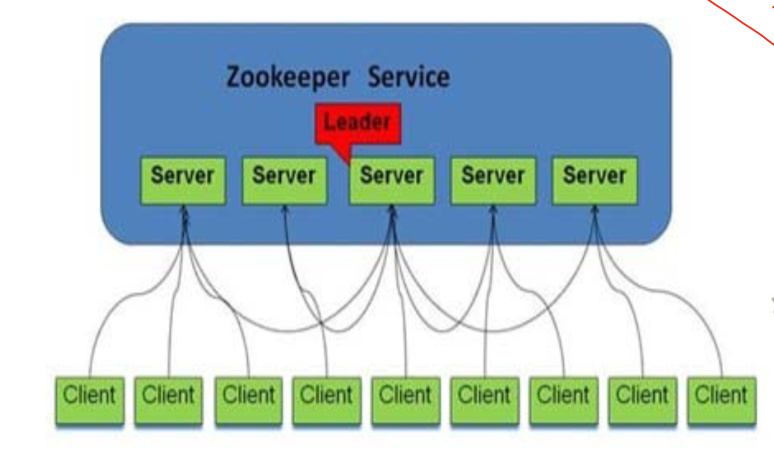 Zookeeper Service
Leader
Server Server Server Server Server
Client Client Client Client Client Client Client Client Client